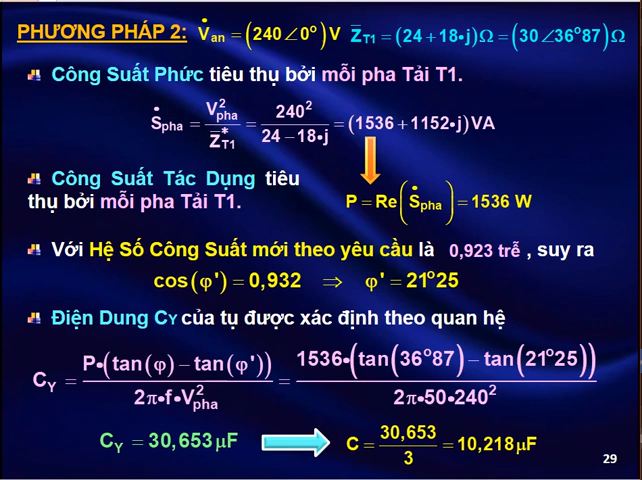 PHƯƠNG PHÁP 2: V̇an = (240∠0°)V Z̅T1 = (24+18•j)Ω = (30∠36°87)Ω
Công Suất Phức tiêu thụ bởi mỗi pha Tải T1.
Ṡpha = V²pha / Z̅*T1 = 240² / 24−18•j = (1536+1152•j)VA
Công Suất Tác Dụng tiêu
thụ bởi mỗi pha Tải T1.
P = Re(Ṡpha) = 1536 W
Với Hệ Số Công Suất mới theo yêu cầu là 0,923 trễ , suy ra
cos(φ') = 0,932 ⇒ φ' = 21°25
Điện Dung CY của tụ được xác định theo quan hệ
CY = P•(tan(φ)−tan(φ')) / 2π•f•V²pha = 1536•(tan(36°87)−tan(21°25)) / 2π•50•240²
CY = 30,653 μF C = 30,653 / 3 = 10,218 μF
29